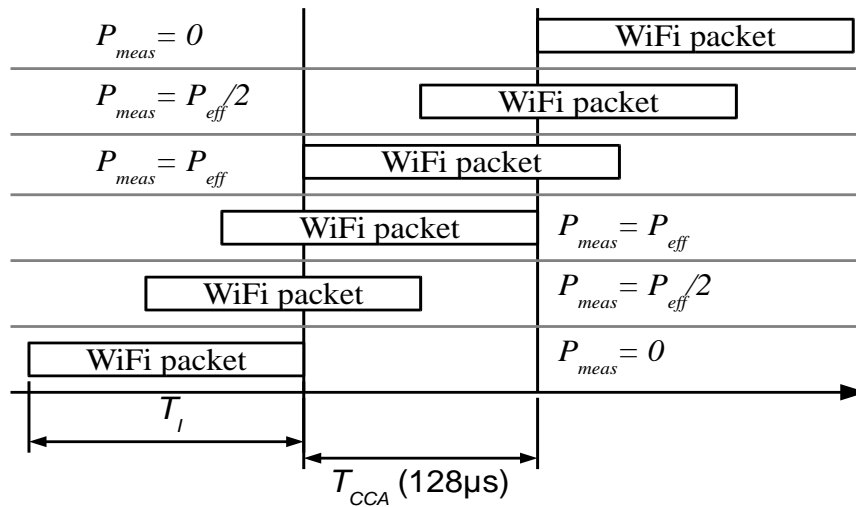 P_meas = 0 WiFi packet
P_meas = P_eff/2 WiFi packet
P_meas = P_eff WiFi packet
WiFi packet P_meas = P_eff
WiFi packet P_meas = P_eff/2
WiFi packet P_meas = 0
T_I
T_CCA (128µs)